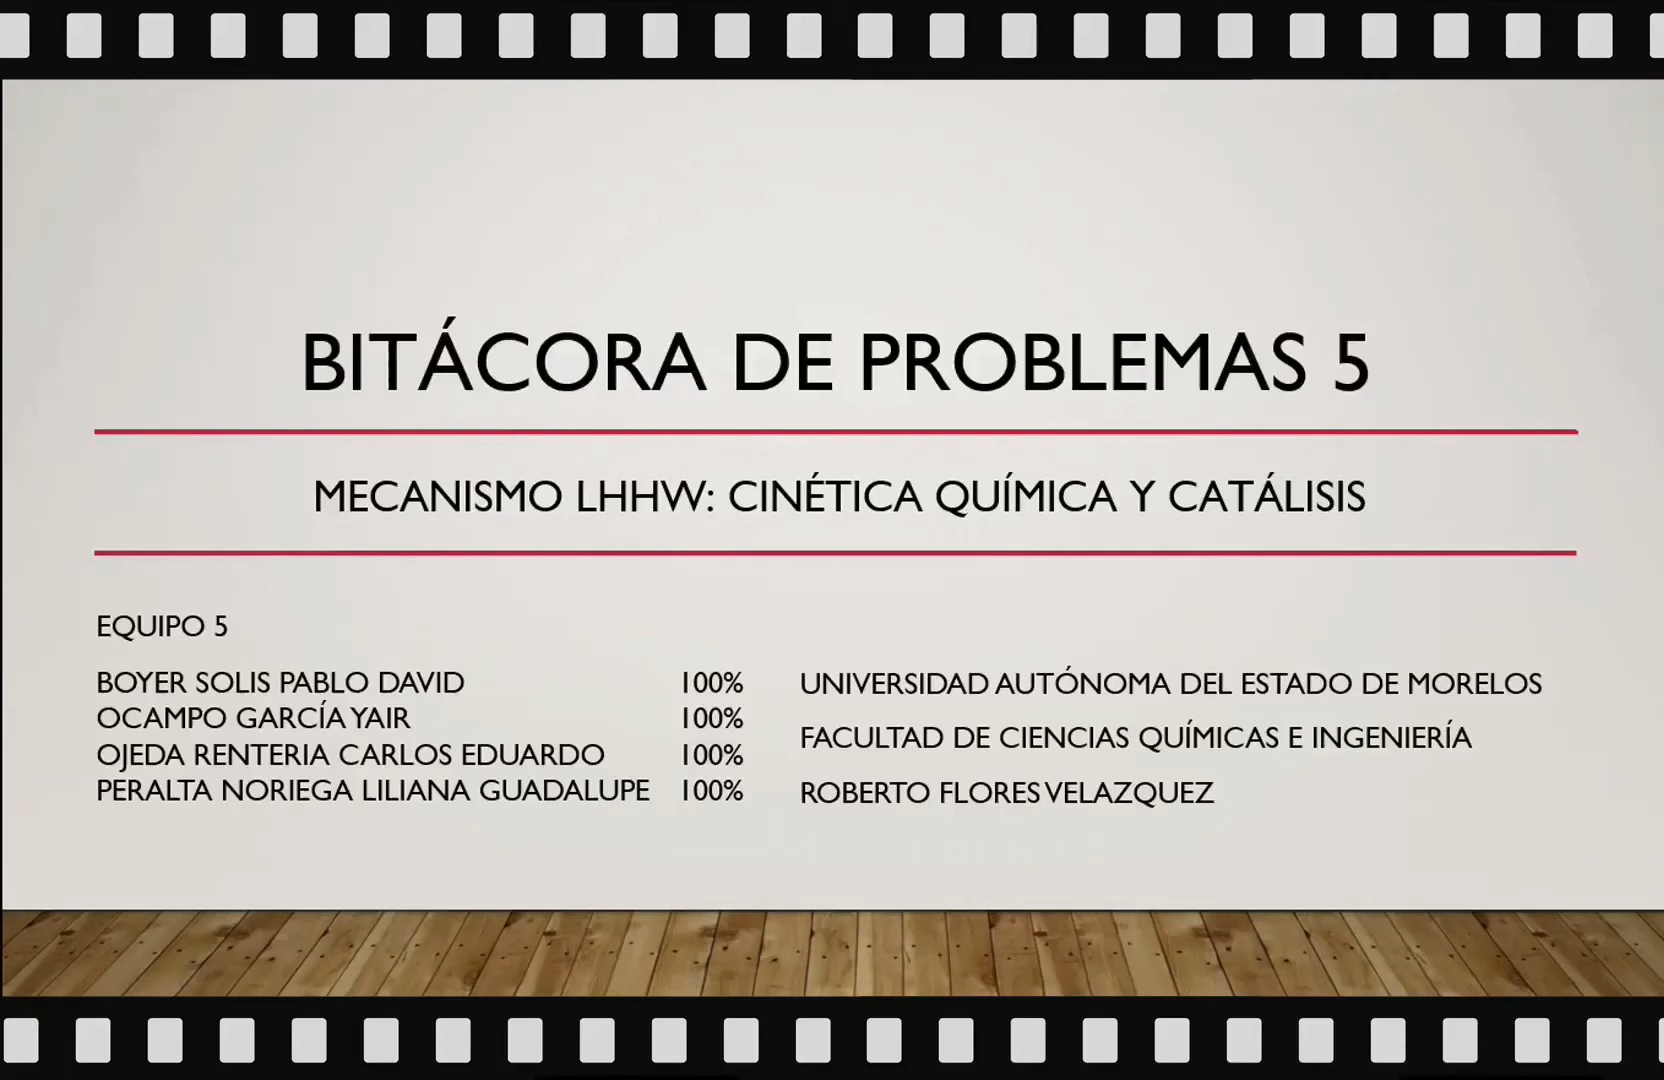 BITÁCORA DE PROBLEMAS 5
MECANISMO LHHW: CINÉTICA QUÍMICA Y CATÁLISIS
EQUIPO 5
BOYER SOLIS PABLO DAVID 100%
OCAMPO GARCÍA YAIR 100%
OJEDA RENTERIA CARLOS EDUARDO 100%
PERALTA NORIEGA LILIANA GUADALUPE 100%
UNIVERSIDAD AUTÓNOMA DEL ESTADO DE MORELOS
FACULTAD DE CIENCIAS QUÍMICAS E INGENIERÍA
ROBERTO FLORES VELAZQUEZ